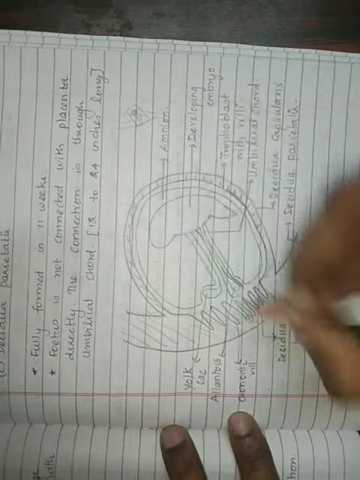 (c) Decidua parietalis
* Fully formed in 11 weeks
* Foetus is not connected with placenta
directly the connection is through
Umbilical chord [12 to 24 inches long]
Amnion
Developing
embryo
Trophoblast
with villi
Umbilical chord
Decidua capsularis
Decidua parietalis
Yolk
Sac
Allantois
Chorionic
villi
Decidua
with